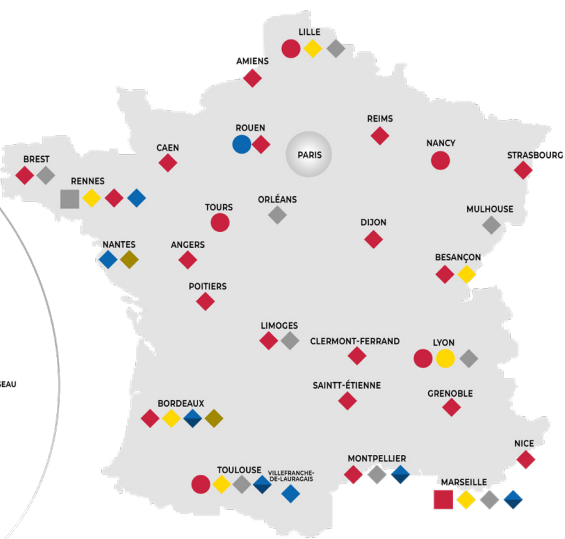 LILLE
AMIENS
ROUEN
REIMS
PARIS
NANCY
CAEN
STRASBOURG
BREST
RENNES
ORLÉANS
TOURS
MULHOUSE
DIJON
NANTES
ANGERS
BESANÇON
POITIERS
LIMOGES
CLERMONT-FERRAND
LYON
SAINTT-ÉTIENNE
GRENOBLE
SEAU
BORDEAUX
NICE
MONTPELLIER
TOULOUSE
VILLEFRANCHE-
DE-LAURAGAIS
MARSEILLE